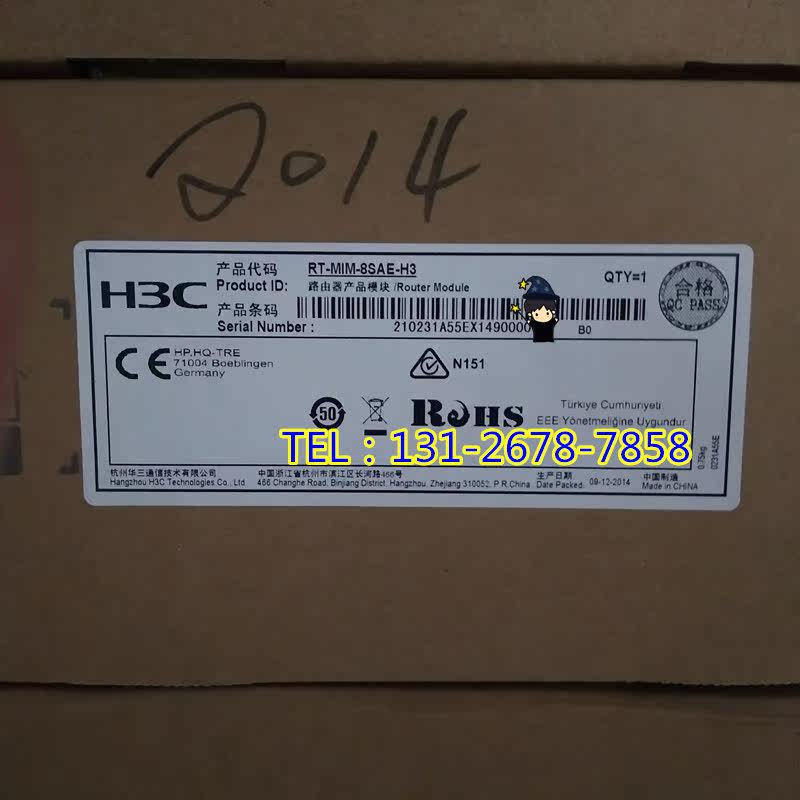 2014
H3C
产品代码 RT-MIM-8SAE-H3
Product ID: 路由器产品模块 /Router Module
QTY=1
合格
QC PASS
产品条码
Serial Number :
210231A55EX1490000
B0
CE
HP.HQ-TRE
71004 Boeblingen
Germany
N151
50
RoHS
Türkiye Cumhuriyeti
EEE Yönetmeliğine Uygundur
TEL：131-2678-7858
0.75kg
0231A55E
杭州华三通信技术有限公司
Hangzhou H3C Technologies Co., Ltd
中国浙江省杭州市滨江区长河路466号
466 Changhe Road, Binjiang District, Hangzhou, Zhejiang 310052, P.R.China
生产日期
Date Packed: 09-12-2014
中国制造
Made in CHINA